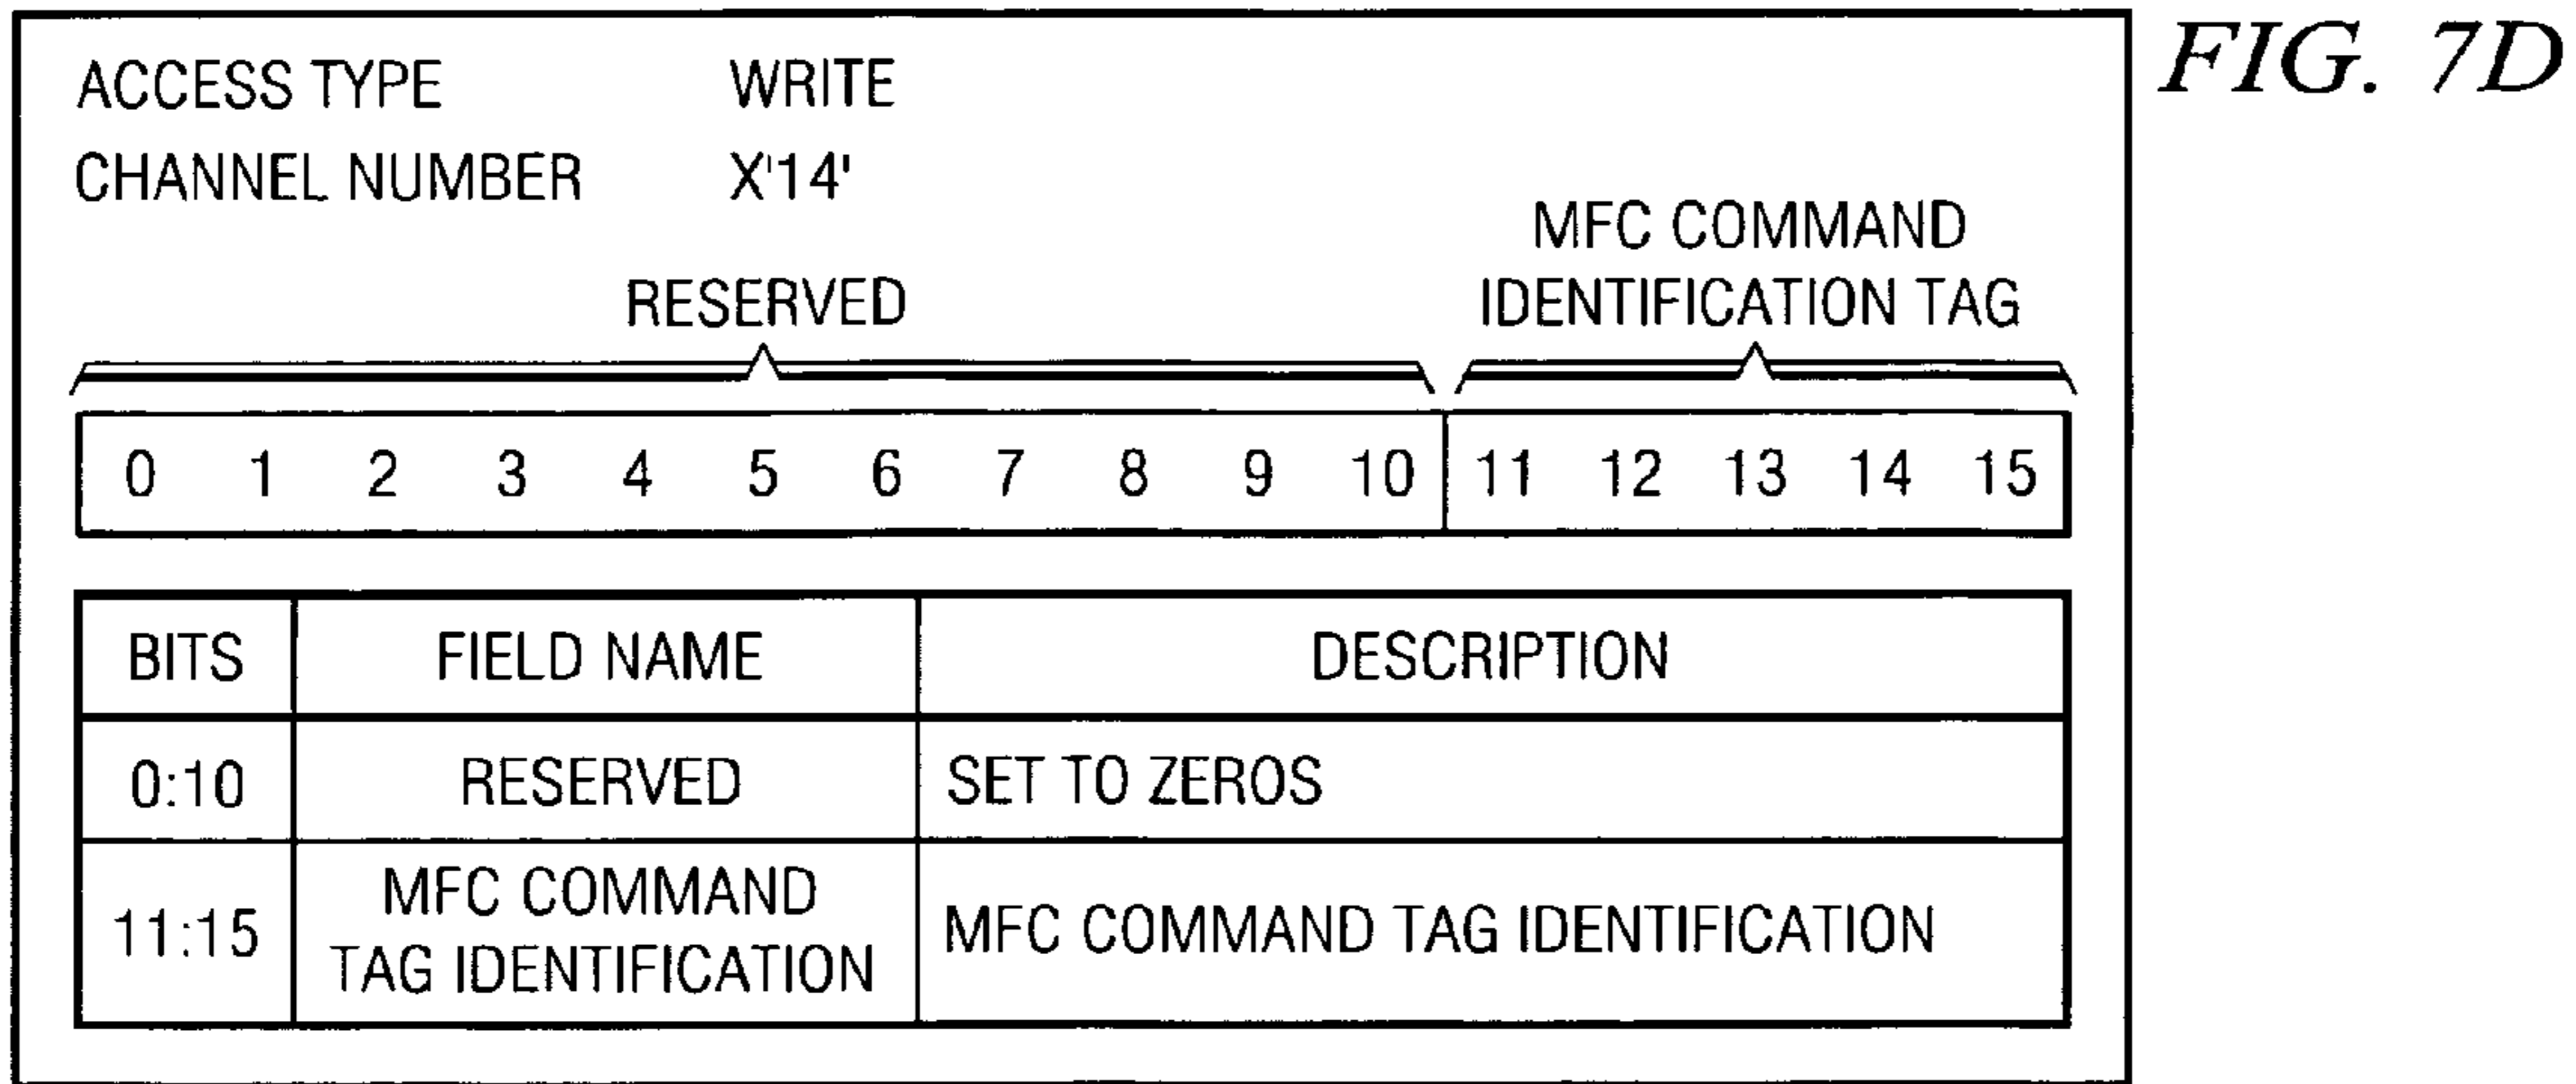 FIG. 7D
ACCESS TYPE WRITE
CHANNEL NUMBER X'14'
RESERVED
MFC COMMAND
IDENTIFICATION TAG
0 1 2 3 4 5 6 7 8 9 10 11 12 13 14 15
BITS FIELD NAME DESCRIPTION
0:10 RESERVED SET TO ZEROS
11:15 MFC COMMAND
TAG IDENTIFICATION MFC COMMAND TAG IDENTIFICATION